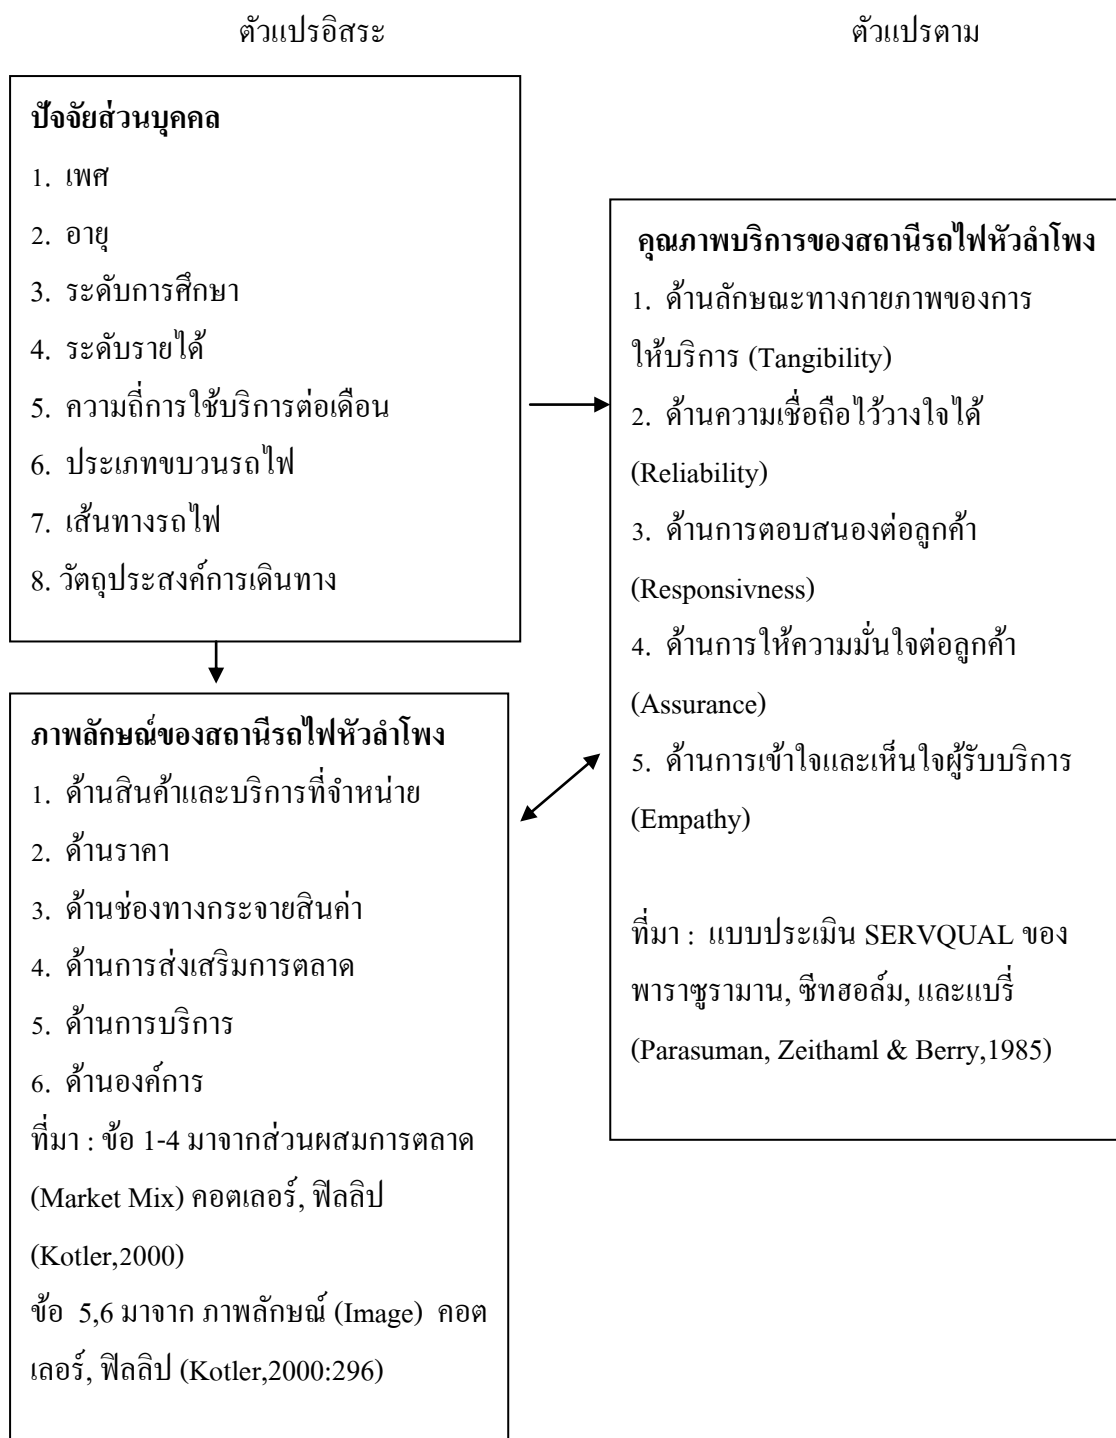 ตัวแปรอิสระ
ตัวแปรตาม
ปัจจัยส่วนบุคคล
1. เพศ
2. อายุ
3. ระดับการศึกษา
4. ระดับรายได้
5. ความถี่การใช้บริการต่อเดือน
6. ประเภทขบวนรถไฟ
7. เส้นทางรถไฟ
8. วัตถุประสงค์การเดินทาง
ภาพลักษณ์ของสถานีรถไฟหัวลำโพง
1. ด้านสินค้าและบริการที่จำหน่าย
2. ด้านราคา
3. ด้านช่องทางกระจายสินค่า
4. ด้านการส่งเสริมการตลาด
5. ด้านการบริการ
6. ด้านองค์การ
ที่มา : ข้อ 1-4 มาจากส่วนผสมการตลาด
(Market Mix) คอตเลอร์, ฟิลลิป
(Kotler,2000)
ข้อ 5,6 มาจาก ภาพลักษณ์ (Image) คอต
เลอร์, ฟิลลิป (Kotler,2000:296)
คุณภาพบริการของสถานีรถไฟหัวลำโพง
1. ด้านลักษณะทางกายภาพของการ
ให้บริการ (Tangibility)
2. ด้านความเชื่อถือไว้วางใจได้
(Reliability)
3. ด้านการตอบสนองต่อลูกค้า
(Responsivness)
4. ด้านการให้ความมั่นใจต่อลูกค้า
(Assurance)
5. ด้านการเข้าใจและเห็นใจผู้รับบริการ
(Empathy)
ที่มา : แบบประเมิน SERVQUAL ของ
พาราซูรามาน, ซีทฮอล์ม, และแบรี่
(Parasuman, Zeithaml & Berry,1985)